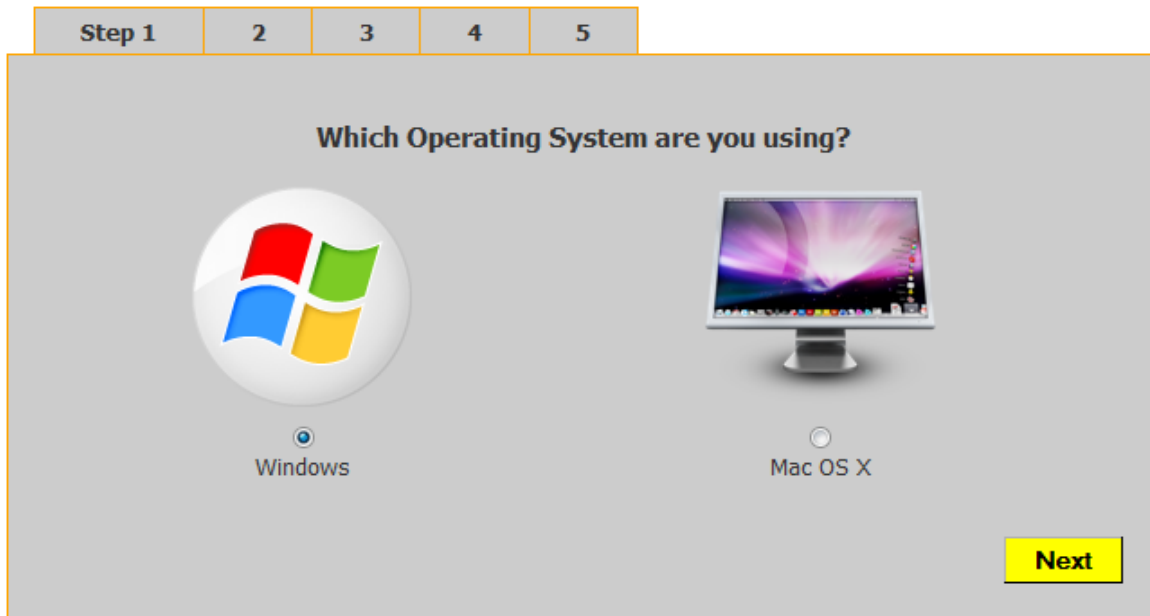 Step 1 2 3 4 5
Which Operating System are you using?
Windows Mac OS X
Next